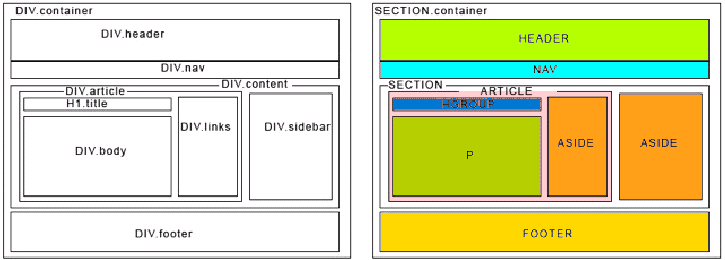 DIV.container
DIV.header
DIV.nav
DIV.content
DIV.article
H1.title
DIV.links
DIV.sidebar
DIV.body
DIV.footer
SECTION.container
HEADER
NAV
SECTION
ARTICLE
HGROUP
P
ASIDE
ASIDE
FOOTER